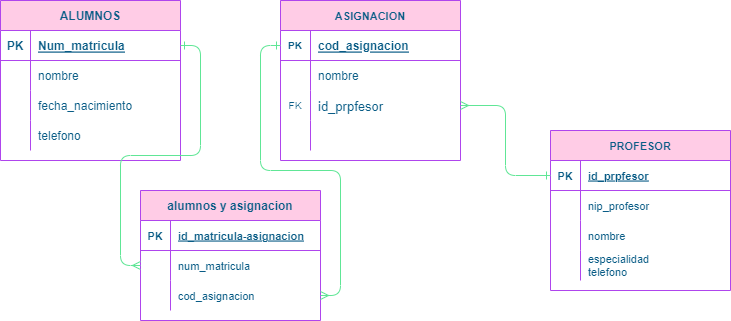 ALUMNOS
PK Num_matricula
nombre
fecha_nacimiento
telefono
ASIGNACION
PK cod_asignacion
nombre
FK id_prpfesor
PROFESOR
PK id_prpfesor
nip_profesor
nombre
especialidad
telefono
alumnos y asignacion
PK id_matricula-asignacion
num_matricula
cod_asignacion